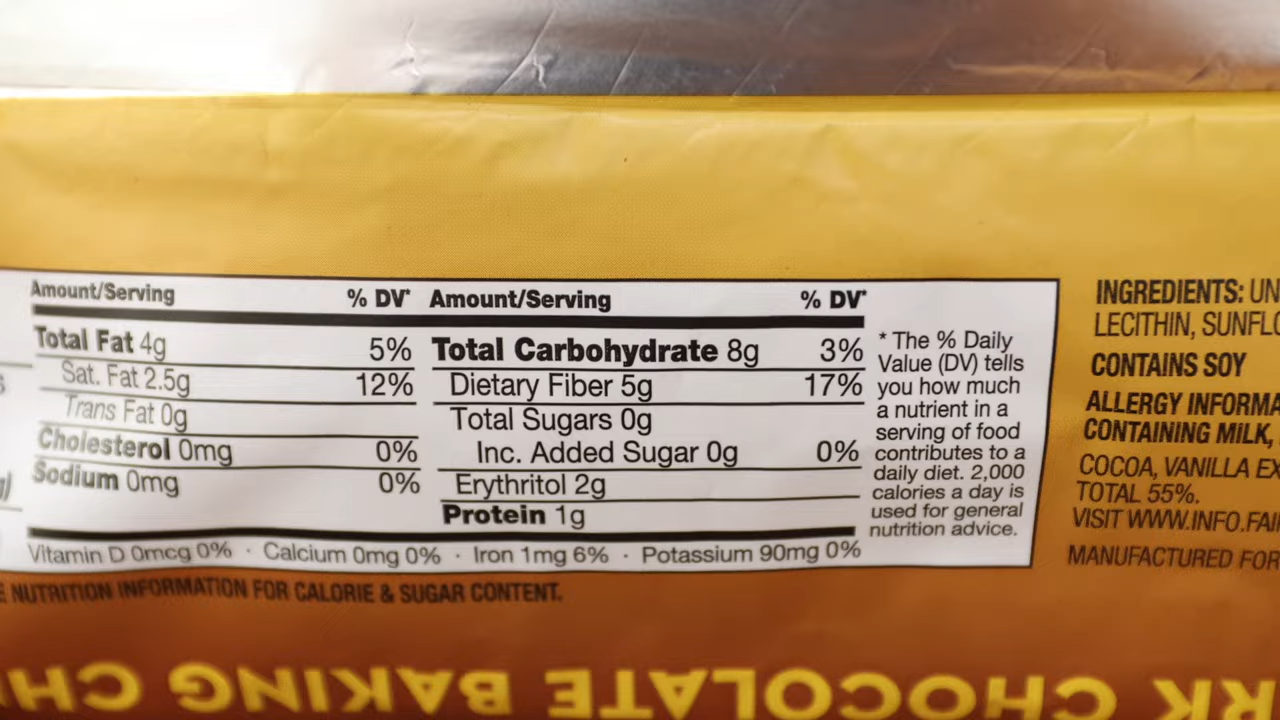 Amount/Serving % DV* Amount/Serving % DV*
Total Fat 4g 5% Total Carbohydrate 8g 3%
Sat. Fat 2.5g 12% Dietary Fiber 5g 17%
Trans Fat 0g Total Sugars 0g
Cholesterol 0mg 0% Inc. Added Sugar 0g 0%
Sodium 0mg 0% Erythritol 2g
Protein 1g
Vitamin D 0mcg 0% · Calcium 0mg 0% · Iron 1mg 6% · Potassium 90mg 0%
* The % Daily
Value (DV) tells
you how much
a nutrient in a
serving of food
contributes to a
daily diet. 2,000
calories a day is
used for general
nutrition advice.
NUTRITION INFORMATION FOR CALORIE & SUGAR CONTENT.
INGREDIENTS: UN
LECITHIN, SUNFLO
CONTAINS SOY
ALLERGY INFORMA
CONTAINING MILK,
COCOA, VANILLA EX
TOTAL 55%.
VISIT WWW.INFO.FAI
MANUFACTURED FOR
RK CHOCOLATE BAKING CH